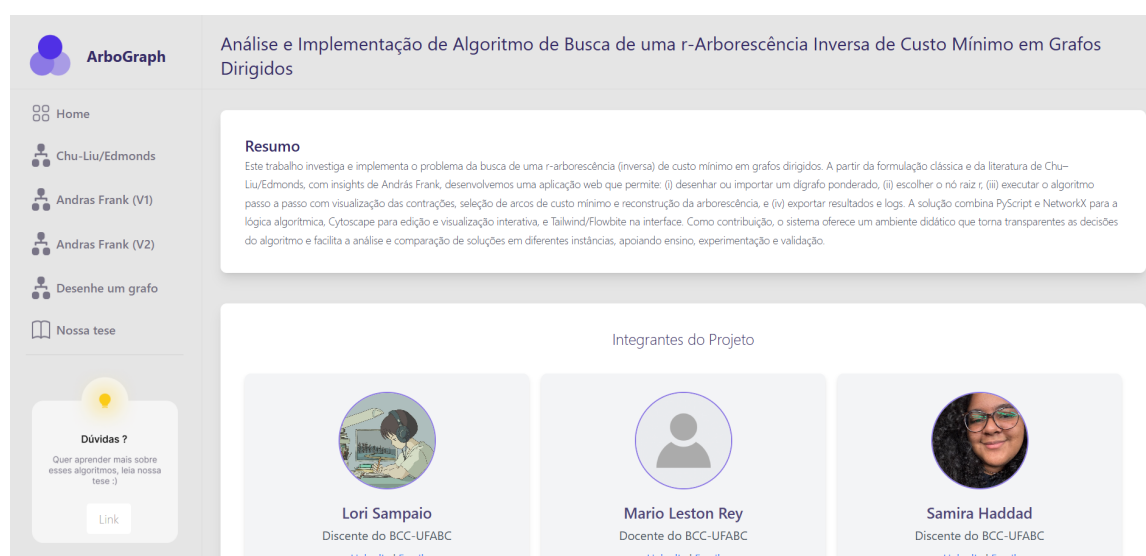 ArboGraph
Home
Chu-Liu/Edmonds
Andras Frank (V1)
Andras Frank (V2)
Desenhe um grafo
Nossa tese
Dúvidas ?
Quer aprender mais sobre
esses algoritmos, leia nossa
tese :)
Link
Análise e Implementação de Algoritmo de Busca de uma r-Arborescência Inversa de Custo Mínimo em Grafos
Dirigidos
Resumo
Este trabalho investiga e implementa o problema da busca de uma r-arborescência (inversa) de custo mínimo em grafos dirigidos. A partir da formulação clássica e da literatura de Chu–
Liu/Edmonds, com insights de András Frank, desenvolvemos uma aplicação web que permite: (i) desenhar ou importar um dígrafo ponderado, (ii) escolher o nó raiz r, (iii) executar o algoritmo
passo a passo com visualização das contrações, seleção de arcos de custo mínimo e reconstrução da arborescência, e (iv) exportar resultados e logs. A solução combina PyScript e NetworkX para a
lógica algorítmica, Cytoscape para edição e visualização interativa, e Tailwind/Flowbite na interface. Como contribuição, o sistema oferece um ambiente didático que torna transparentes as decisões
do algoritmo e facilita a análise e comparação de soluções em diferentes instâncias, apoiando ensino, experimentação e validação.
Integrantes do Projeto
Lori Sampaio
Discente do BCC-UFABC
Mario Leston Rey
Docente do BCC-UFABC
Samira Haddad
Discente do BCC-UFABC